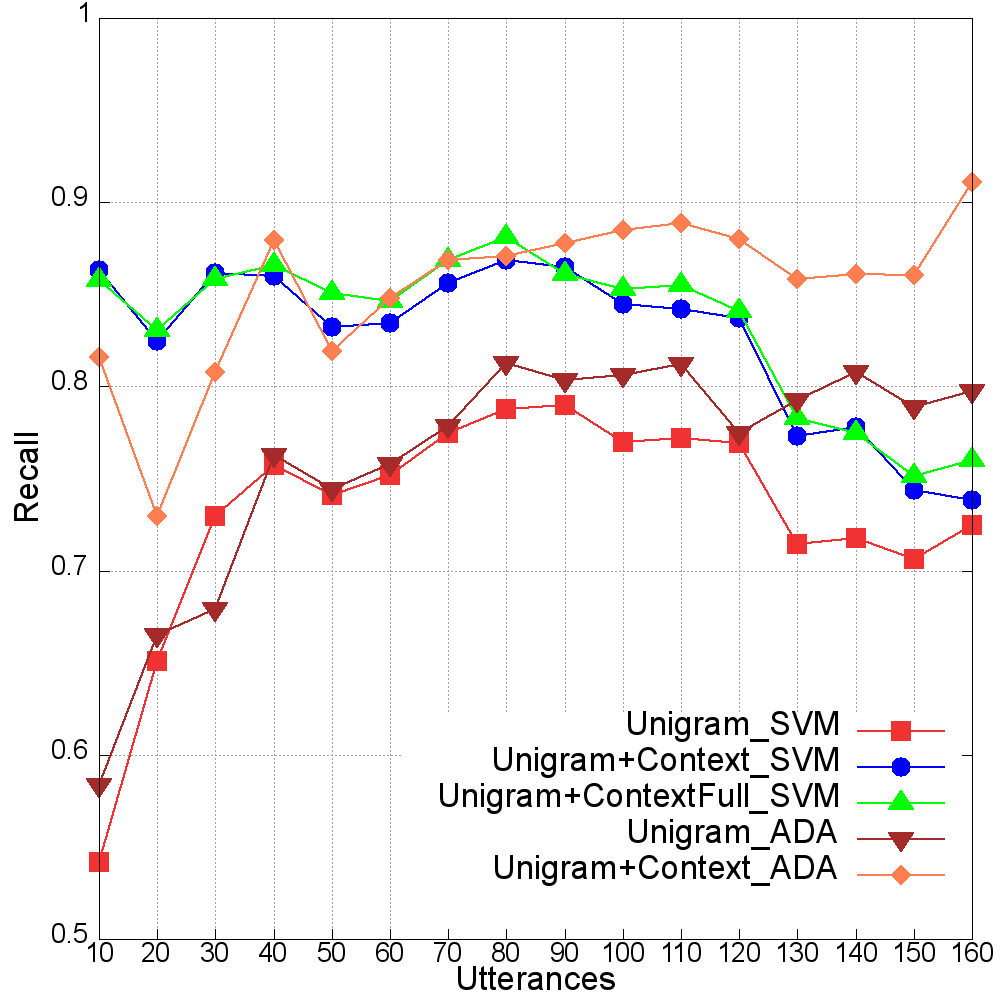 1
0.9
0.8
0.7
0.6
0.5
Recall
Unigram_SVM
Unigram+Context_SVM
Unigram+ContextFull_SVM
Unigram_ADA
Unigram+Context_ADA
10 20 30 40 50 60 70 80 90 100 110 120 130 140 150 160
Utterances